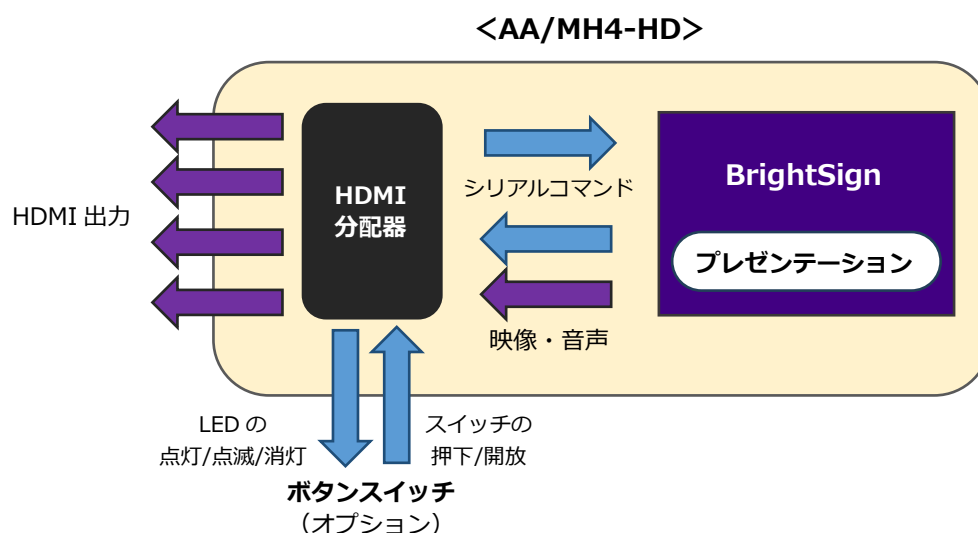 <AA/MH4-HD>
HDMI 出力
HDMI
分配器
シリアルコマンド
BrightSign
プレゼンテーション
映像・音声
LED の
点灯/点滅/消灯
スイッチの
押下/開放
ボタンスイッチ
（オプション）